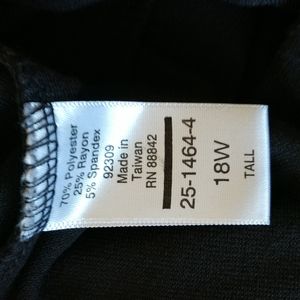 70% Polyester
25% Rayon
5% Spandex
92309
Made in
Taiwan
RN 88842
25-1464-4
18W
TALL